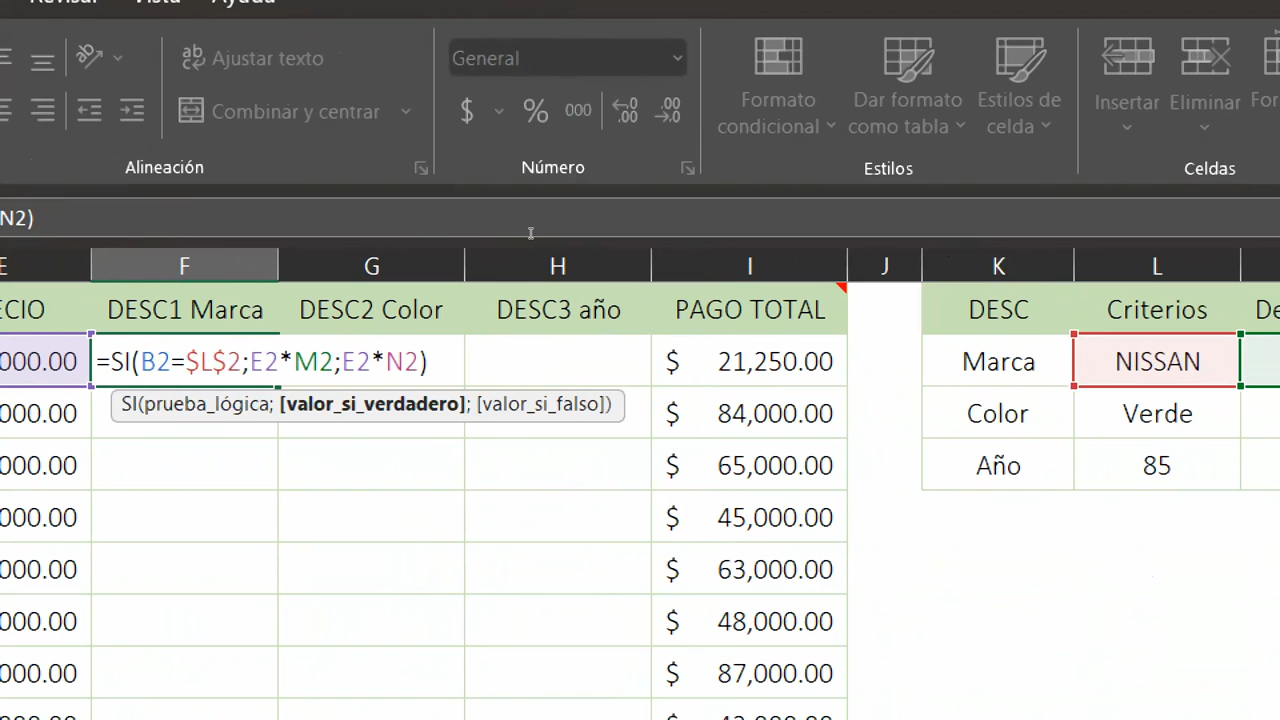 Revisar Vista Ayuda
Ajustar texto
General
Formato condicional
Dar formato como tabla
Estilos de celda
Insertar
Eliminar
Combinar y centrar
$ % 000
Alineación
Número
Estilos
Celdas
N2)
E F G H I J K L
ECIO DESC1 Marca DESC2 Color DESC3 año PAGO TOTAL DESC Criterios De
000.00 =SI(B2=$L$2;E2*M2;E2*N2) $ 21,250.00 Marca NISSAN
SI(prueba_lógica; [valor_si_verdadero]; [valor_si_falso])
000.00 $ 84,000.00 Color Verde
000.00 $ 65,000.00 Año 85
000.00 $ 45,000.00
000.00 $ 63,000.00
000.00 $ 48,000.00
000.00 $ 87,000.00